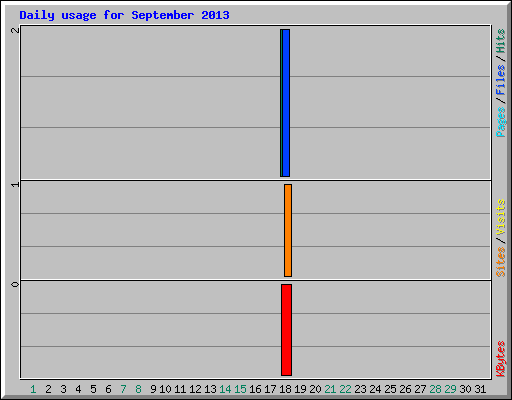 Daily usage for September 2013
2
1
0
Pages/Files/Hits
Sites/Visits
KBytes
1 2 3 4 5 6 7 8 9 10 11 12 13 14 15 16 17 18 19 20 21 22 23 24 25 26 27 28 29 30 31